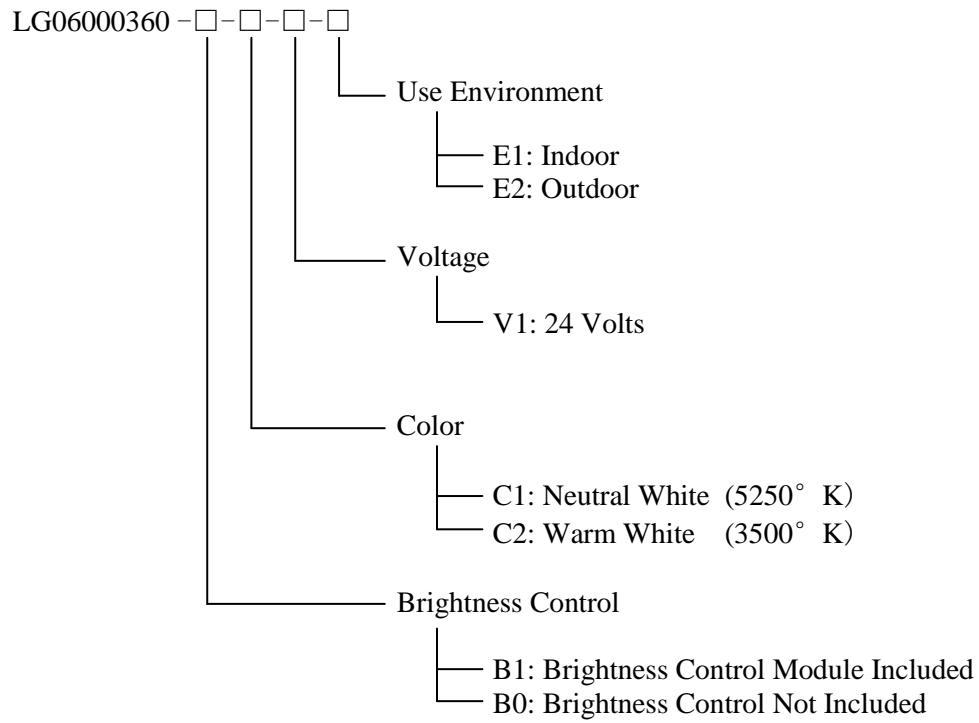 LG06000360 -□-□-□-□
Use Environment
E1: Indoor
E2: Outdoor
Voltage
V1: 24 Volts
Color
C1: Neutral White (5250° K)
C2: Warm White (3500° K)
Brightness Control
B1: Brightness Control Module Included
B0: Brightness Control Not Included